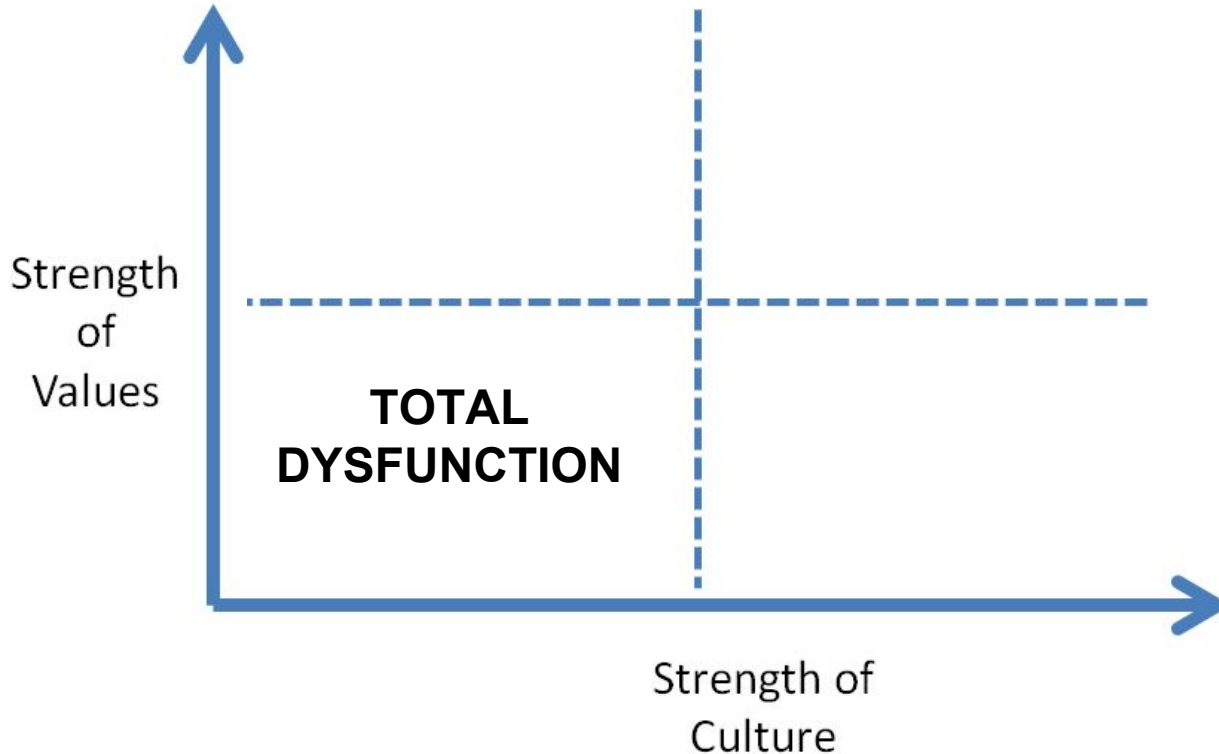 Strength
of
Values
TOTAL
DYSFUNCTION
Strength of
Culture